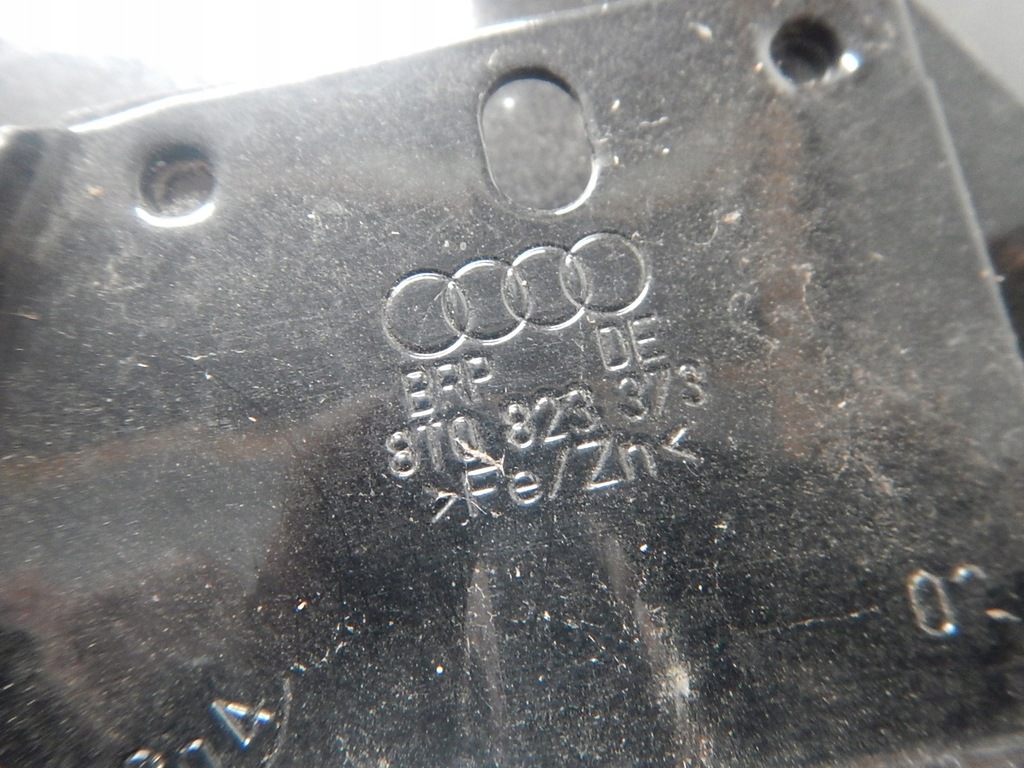 BRP DE
8T0 823 373
>Fe/Zn<